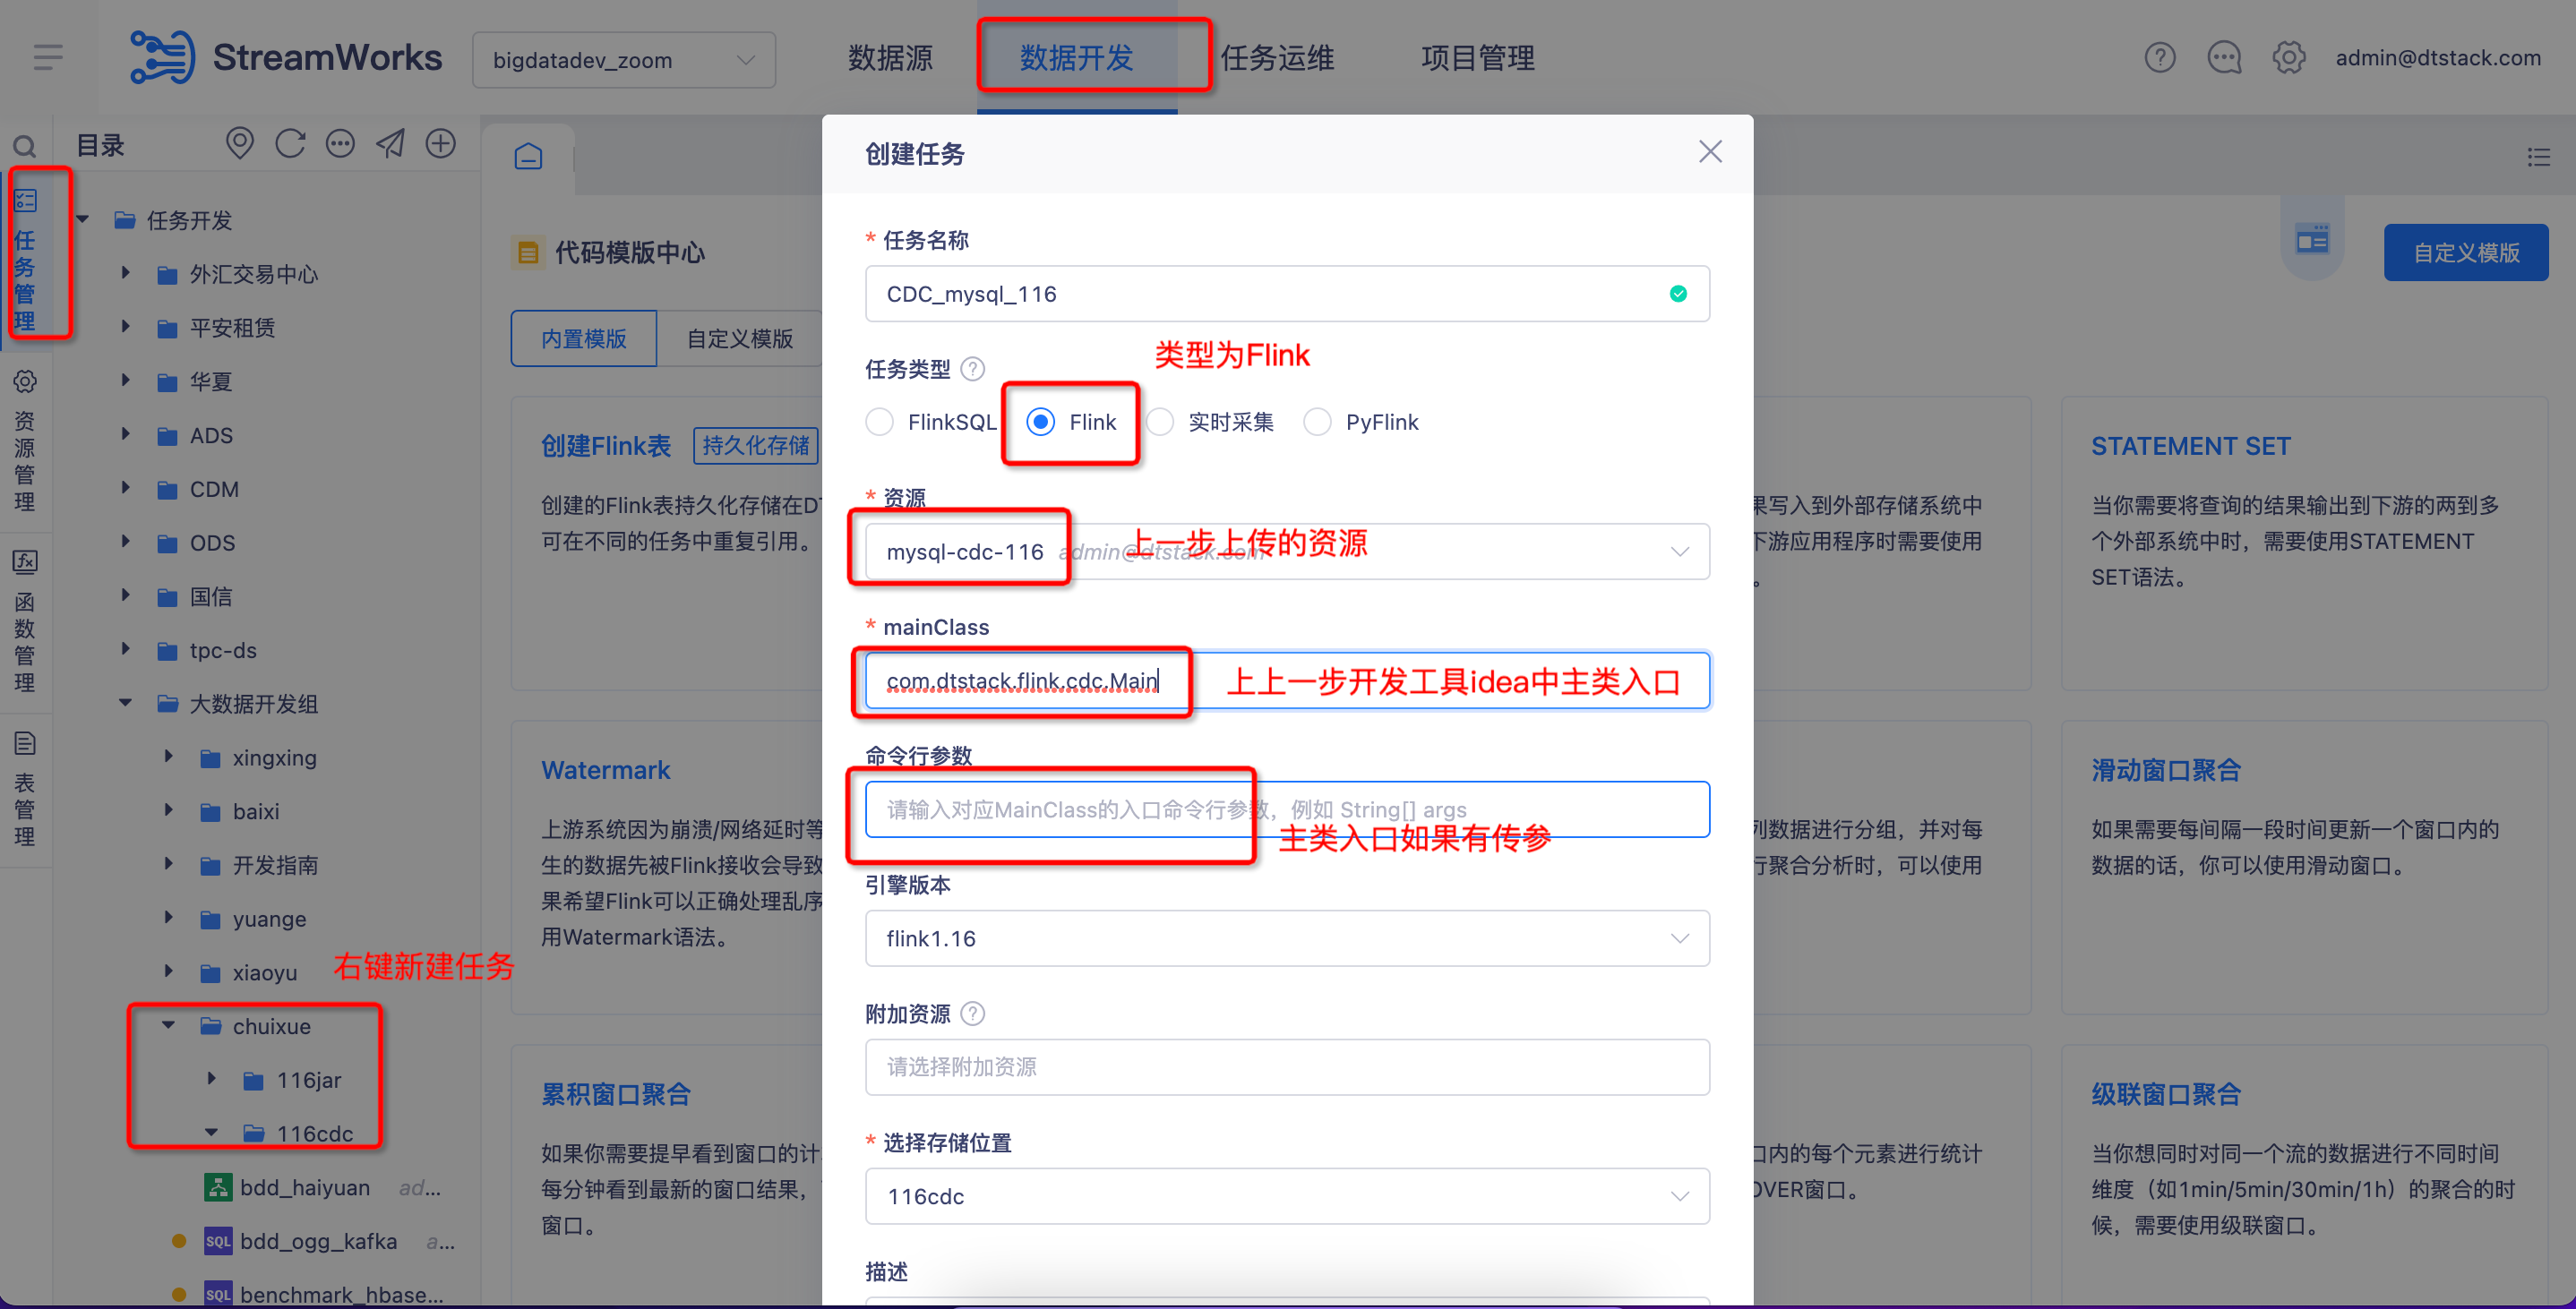 StreamWorks
bigdatadev_zoom
数据源
数据开发
任务运维
项目管理
admin@dtstack.com
目录
任务管理
资源管理
函数管理
表管理
任务开发
外汇交易中心
平安租赁
华夏
ADS
CDM
ODS
国信
tpc-ds
大数据开发组
xingxing
baixi
开发指南
yuange
xiaoyu
右键新建任务
chuixue
116jar
116cdc
bdd_haiyuan ad...
SQL bdd_ogg_kafka a...
SQL benchmark_hbase...
代码模版中心
自定义模版
内置模版
自定义模版
创建Flink表 持久化存储
创建的Flink表持久化存储在DT
可在不同的任务中重复引用。
Watermark
上游系统因为崩溃/网络延时等
生的数据先被Flink接收会导致
果希望Flink可以正确处理乱序
用Watermark语法。
累积窗口聚合
如果你需要提早看到窗口的计
每分钟看到最新的窗口结果，
窗口。
创建任务
* 任务名称
CDC_mysql_116
任务类型 ?
类型为Flink
FlinkSQL
Flink
实时采集
PyFlink
* 资源
mysql-cdc-116 admin@dtstack.com
上一步上传的资源
* mainClass
com.dtstack.flink.cdc.Main
上上一步开发工具idea中主类入口
命令行参数
请输入对应MainClass的入口命令行参数，例如 String[] args
主类入口如果有传参
引擎版本
flink1.16
附加资源 ?
请选择附加资源
* 选择存储位置
116cdc
描述
果写入到外部存储系统中
下游应用程序时需要使用
。
列数据进行分组，并对每
行聚合分析时，可以使用
口内的每个元素进行统计
OVER窗口。
STATEMENT SET
当你需要将查询的结果输出到下游的两到多
个外部系统中时，需要使用STATEMENT
SET语法。
滑动窗口聚合
如果需要每间隔一段时间更新一个窗口内的
数据的话，你可以使用滑动窗口。
级联窗口聚合
当你想同时对同一个流的数据进行不同时间
维度（如1min/5min/30min/1h）的聚合的时
候，需要使用级联窗口。